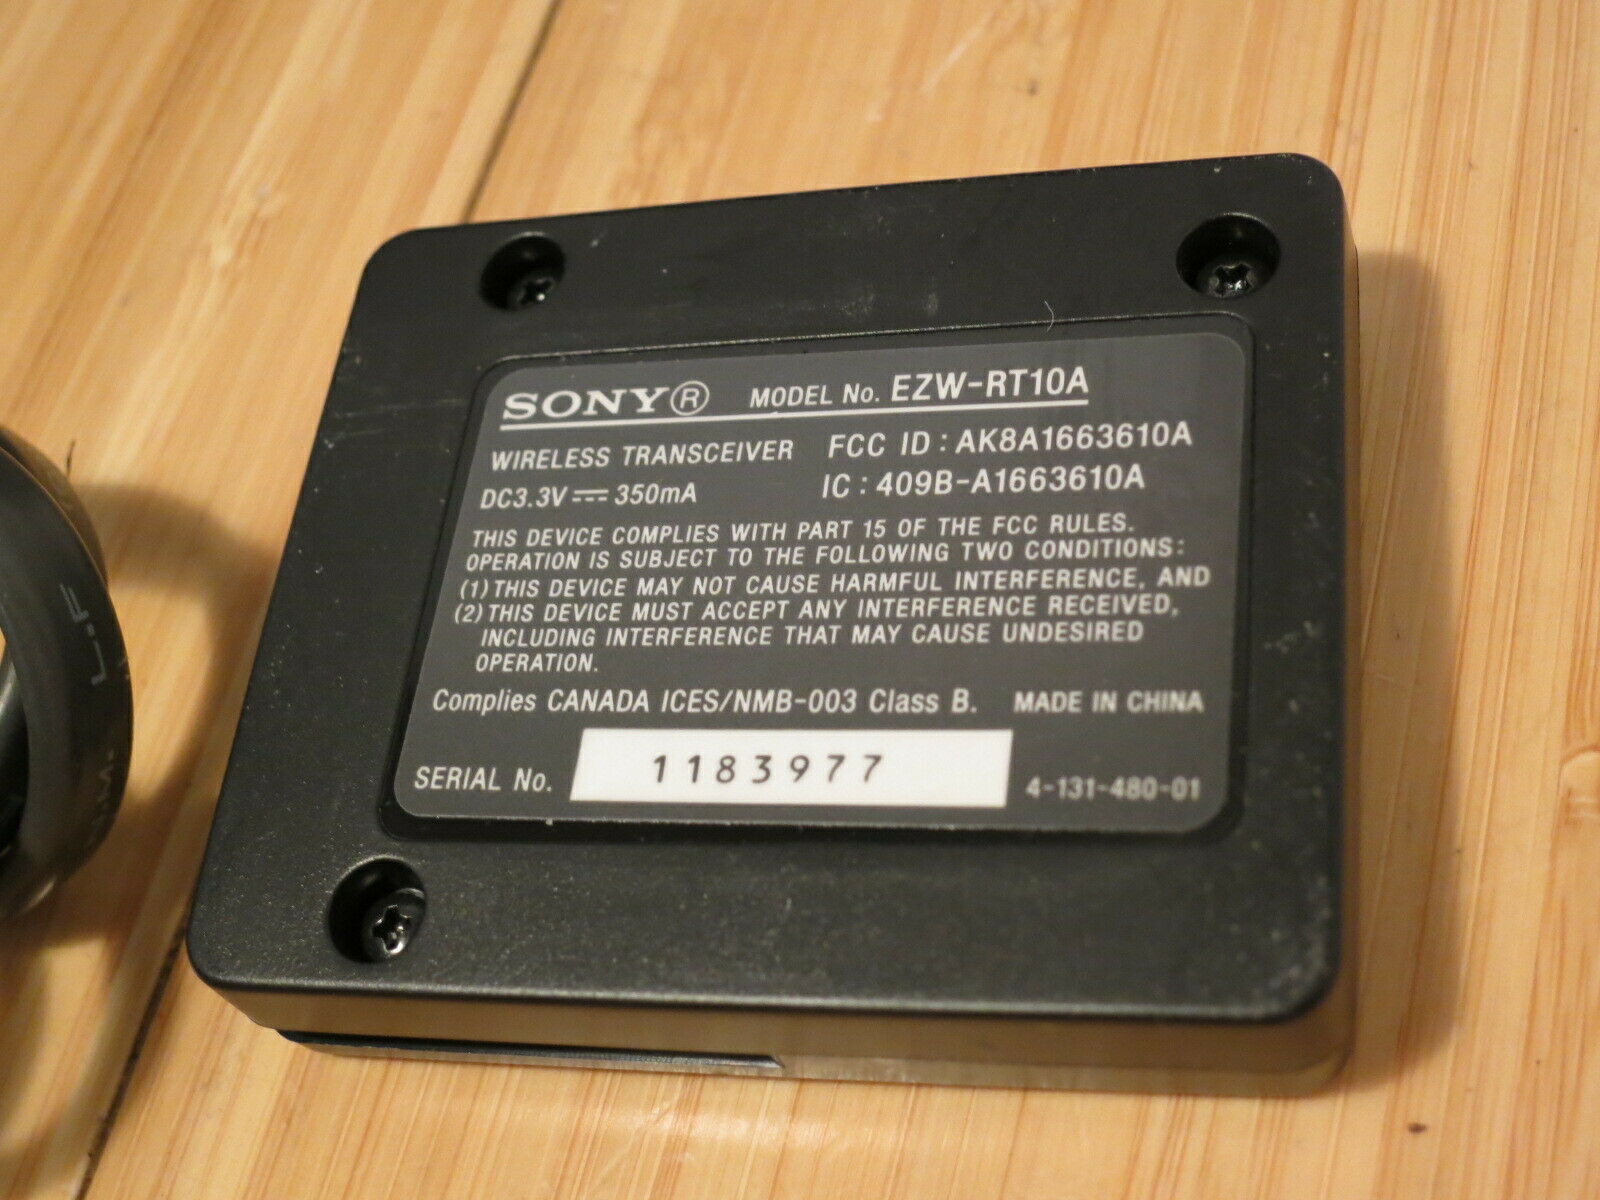 SONY® MODEL No. EZW-RT10A
WIRELESS TRANSCEIVER FCC ID : AK8A1663610A
DC3.3V⎓350mA IC : 409B-A1663610A
THIS DEVICE COMPLIES WITH PART 15 OF THE FCC RULES.
OPERATION IS SUBJECT TO THE FOLLOWING TWO CONDITIONS:
(1) THIS DEVICE MAY NOT CAUSE HARMFUL INTERFERENCE, AND
(2) THIS DEVICE MUST ACCEPT ANY INTERFERENCE RECEIVED,
INCLUDING INTERFERENCE THAT MAY CAUSE UNDESIRED
OPERATION.
Complies CANADA ICES/NMB-003 Class B. MADE IN CHINA
SERIAL No. 1183977 4-131-480-01